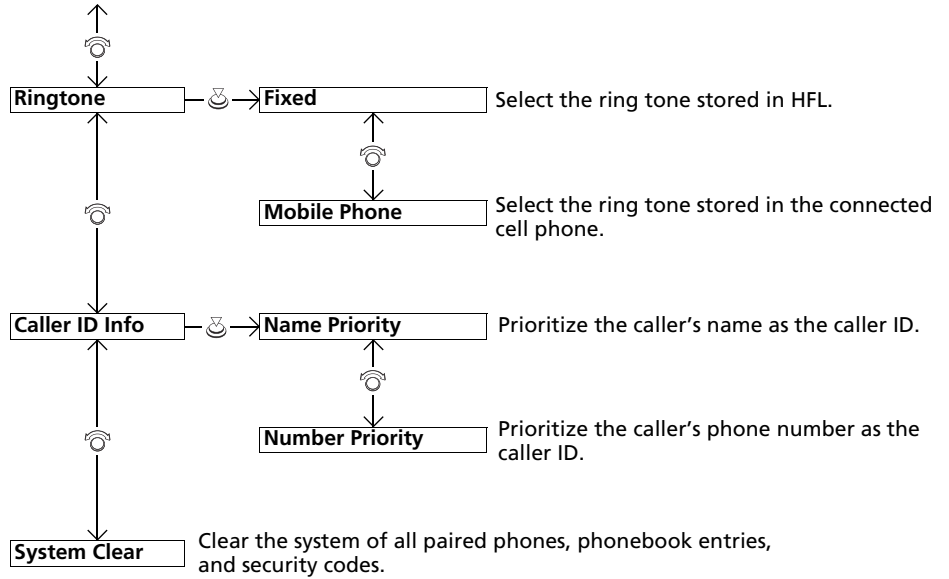 Ringtone
Fixed
Select the ring tone stored in HFL.
Mobile Phone
Select the ring tone stored in the connected
cell phone.
Caller ID Info
Name Priority
Prioritize the caller’s name as the caller ID.
Number Priority
Prioritize the caller’s phone number as the
caller ID.
System Clear
Clear the system of all paired phones, phonebook entries,
and security codes.